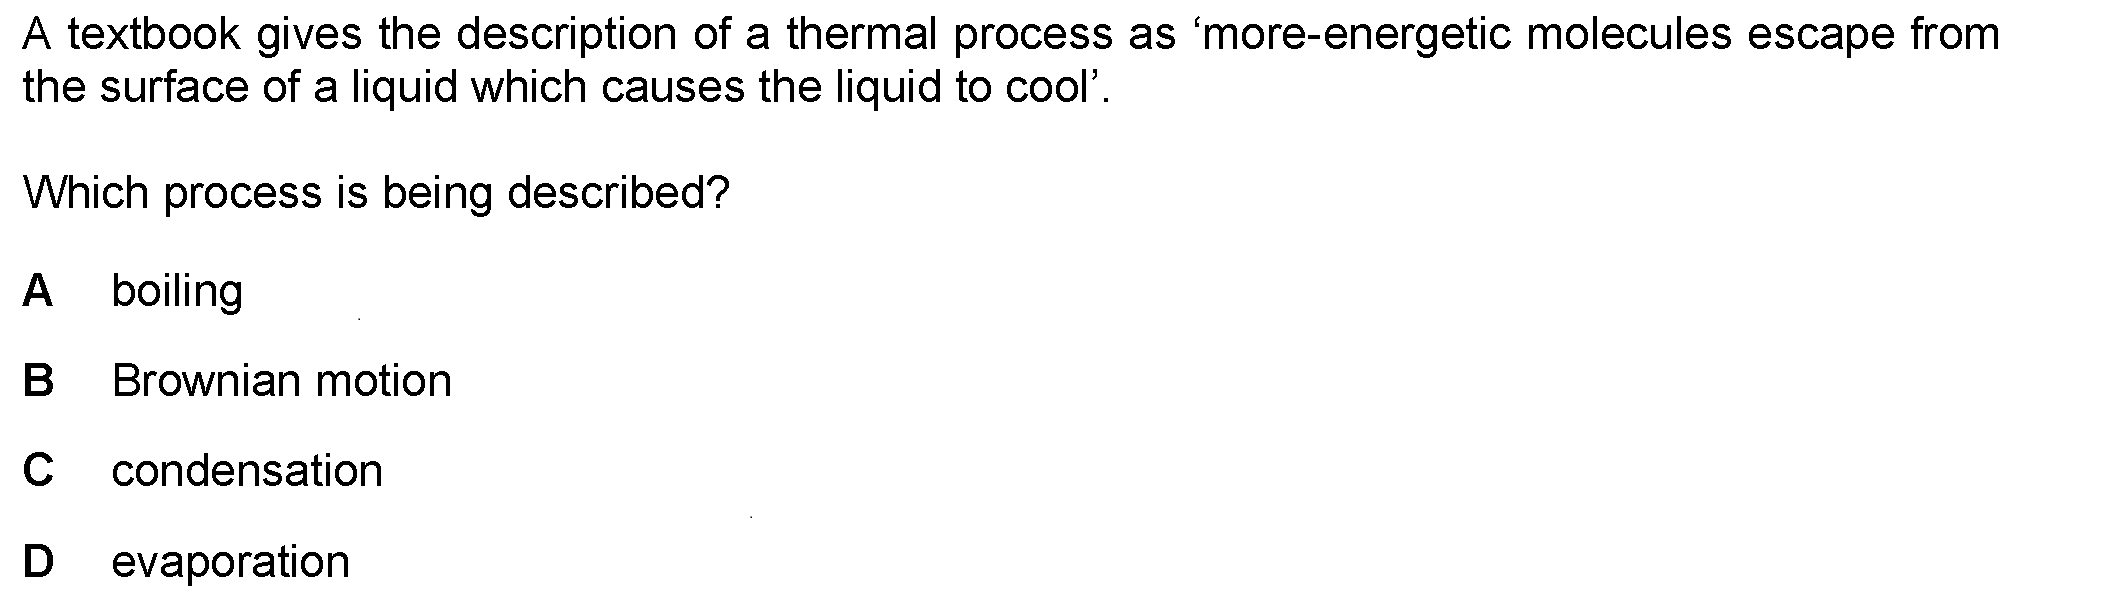 A textbook gives the description of a thermal process as ‘more-energetic molecules escape from
the surface of a liquid which causes the liquid to cool’.
Which process is being described?
A boiling
B Brownian motion
C condensation
D evaporation